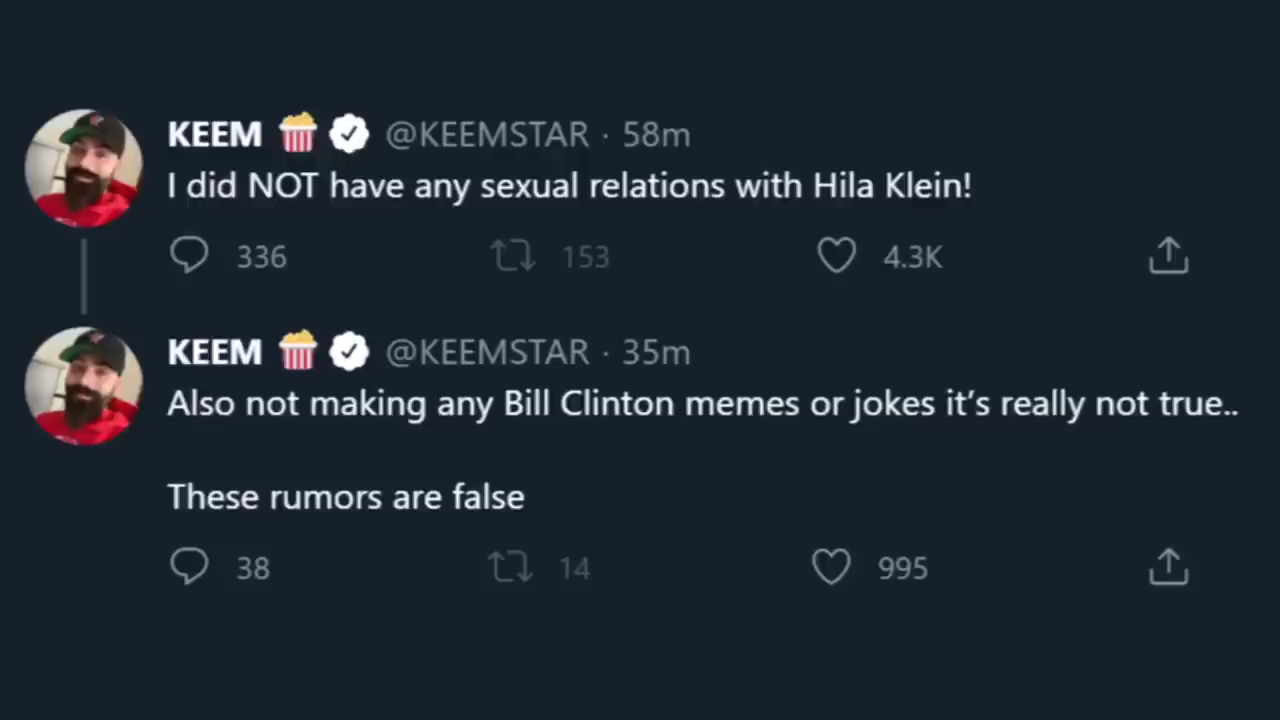 KEEM 🍿 @KEEMSTAR · 58m
I did NOT have any sexual relations with Hila Klein!
336 153 4.3K
KEEM 🍿 @KEEMSTAR · 35m
Also not making any Bill Clinton memes or jokes it’s really not true..
These rumors are false
38 14 995